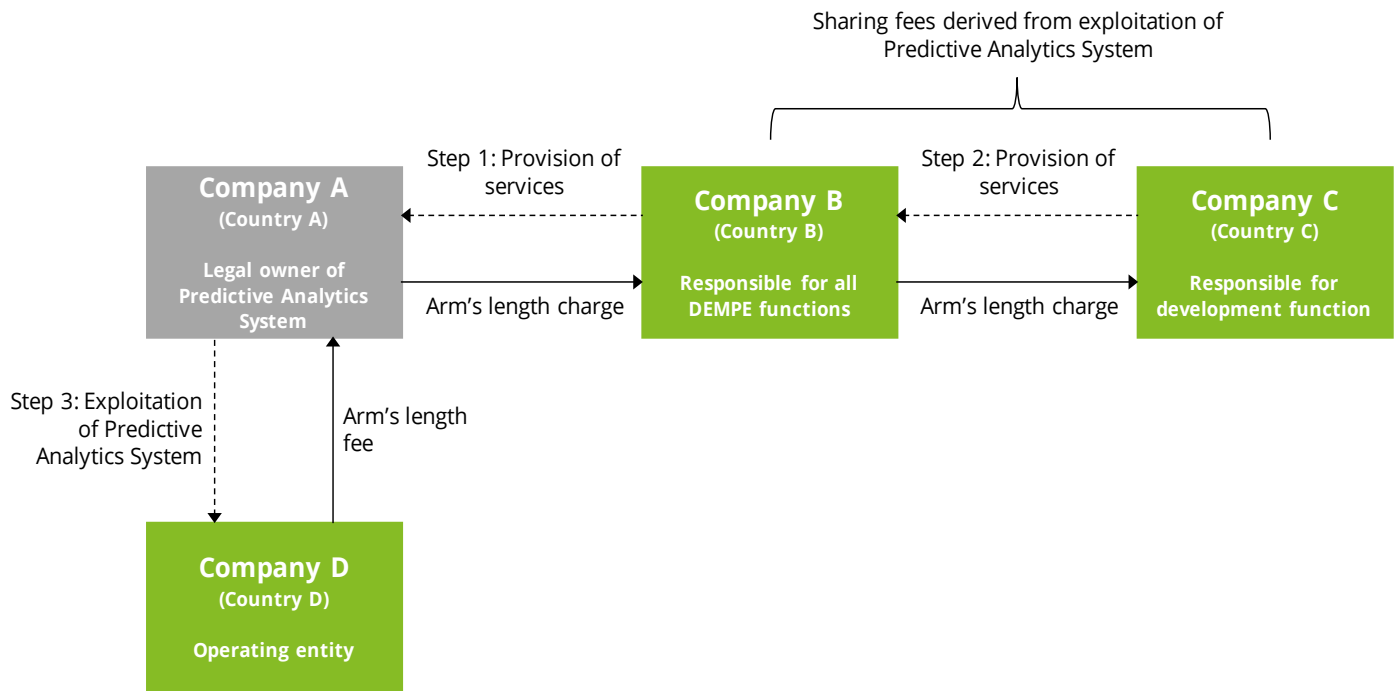 Sharing fees derived from exploitation of
Predictive Analytics System
Step 1: Provision of
services
Step 2: Provision of
services
Company A
(Country A)
Legal owner of
Predictive Analytics
System
Company B
(Country B)
Responsible for all
DEMPE functions
Company C
(Country C)
Responsible for
development function
Arm's length charge
Arm's length charge
Step 3: Exploitation
of Predictive
Analytics System
Arm's length
fee
Company D
(Country D)
Operating entity